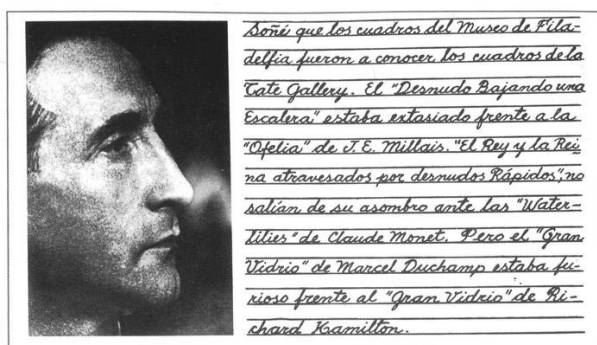 Soñé que los cuadros del Museo de Fila-
delfia fueron a conocer los cuadros de la
Tate Gallery. El "Desnudo Bajando una
Escalera" estaba extasiado frente a la
"Ofelia" de J. E. Millais. "El Rey y la Rei
na atravesados por desnudos Rápidos", no
salían de su asombro ante las "Water-
lilies" de Claude Monet. Pero el "Gran
Vidrio" de Marcel Duchamp estaba fu-
rioso frente al "Gran Vidrio" de Ri-
chard Hamilton.